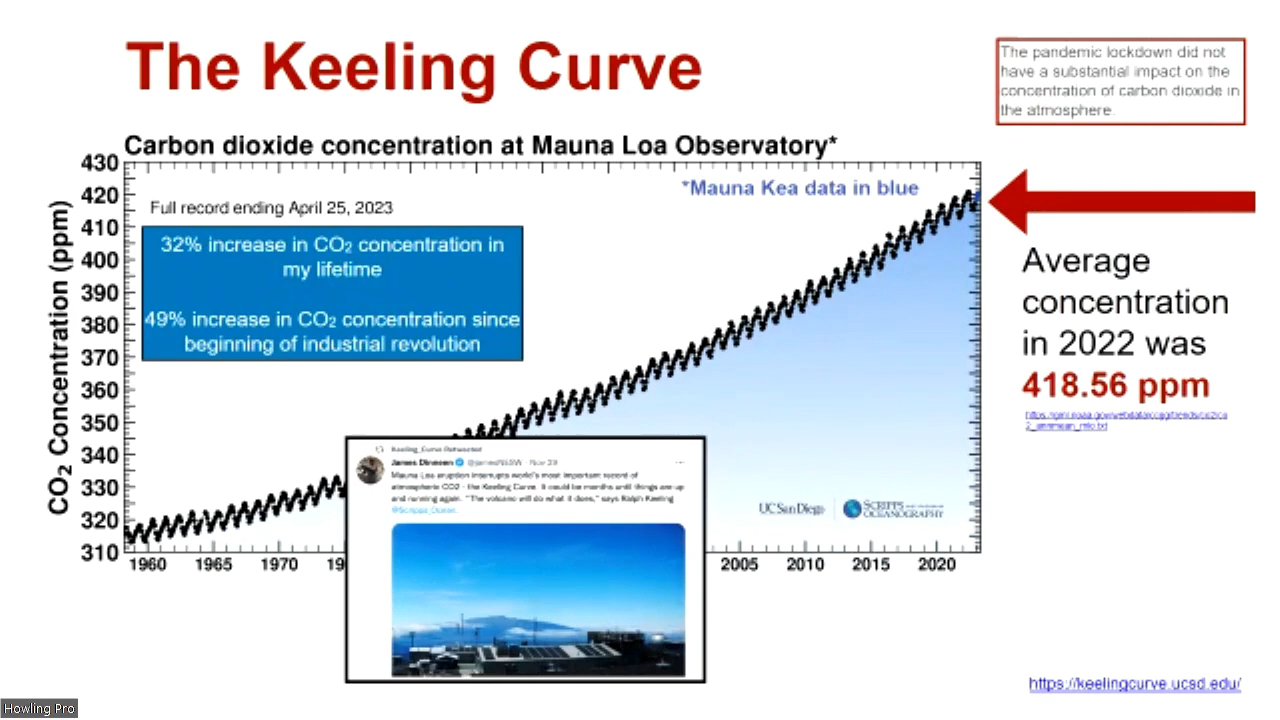 The Keeling Curve
The pandemic lockdown did not
have a substantial impact on the
concentration of carbon dioxide in
the atmosphere.
Carbon dioxide concentration at Mauna Loa Observatory*
*Mauna Kea data in blue
Full record ending April 25, 2023
32% increase in CO₂ concentration in
my lifetime
49% increase in CO₂ concentration since
beginning of industrial revolution
CO₂ Concentration (ppm)
430
420
410
400
390
380
370
360
350
340
330
320
310
1960 1965 1970 19 2005 2010 2015 2020
Average
concentration
in 2022 was
418.56 ppm
Keeling_Curve Retweeted
James Dinneen @jamesNSW Nov 29
Mauna Loa eruption interrupts world's most important record of
atmospheric CO2 - the Keeling Curve. It could be months until things are up
and running again. "The volcano will do what it does," says Ralph Keeling
@Scripps_Ocean.
UC San Diego
SCRIPPS
OCEANOGRAPHY
https://keelingcurve.ucsd.edu/
Howling Pro